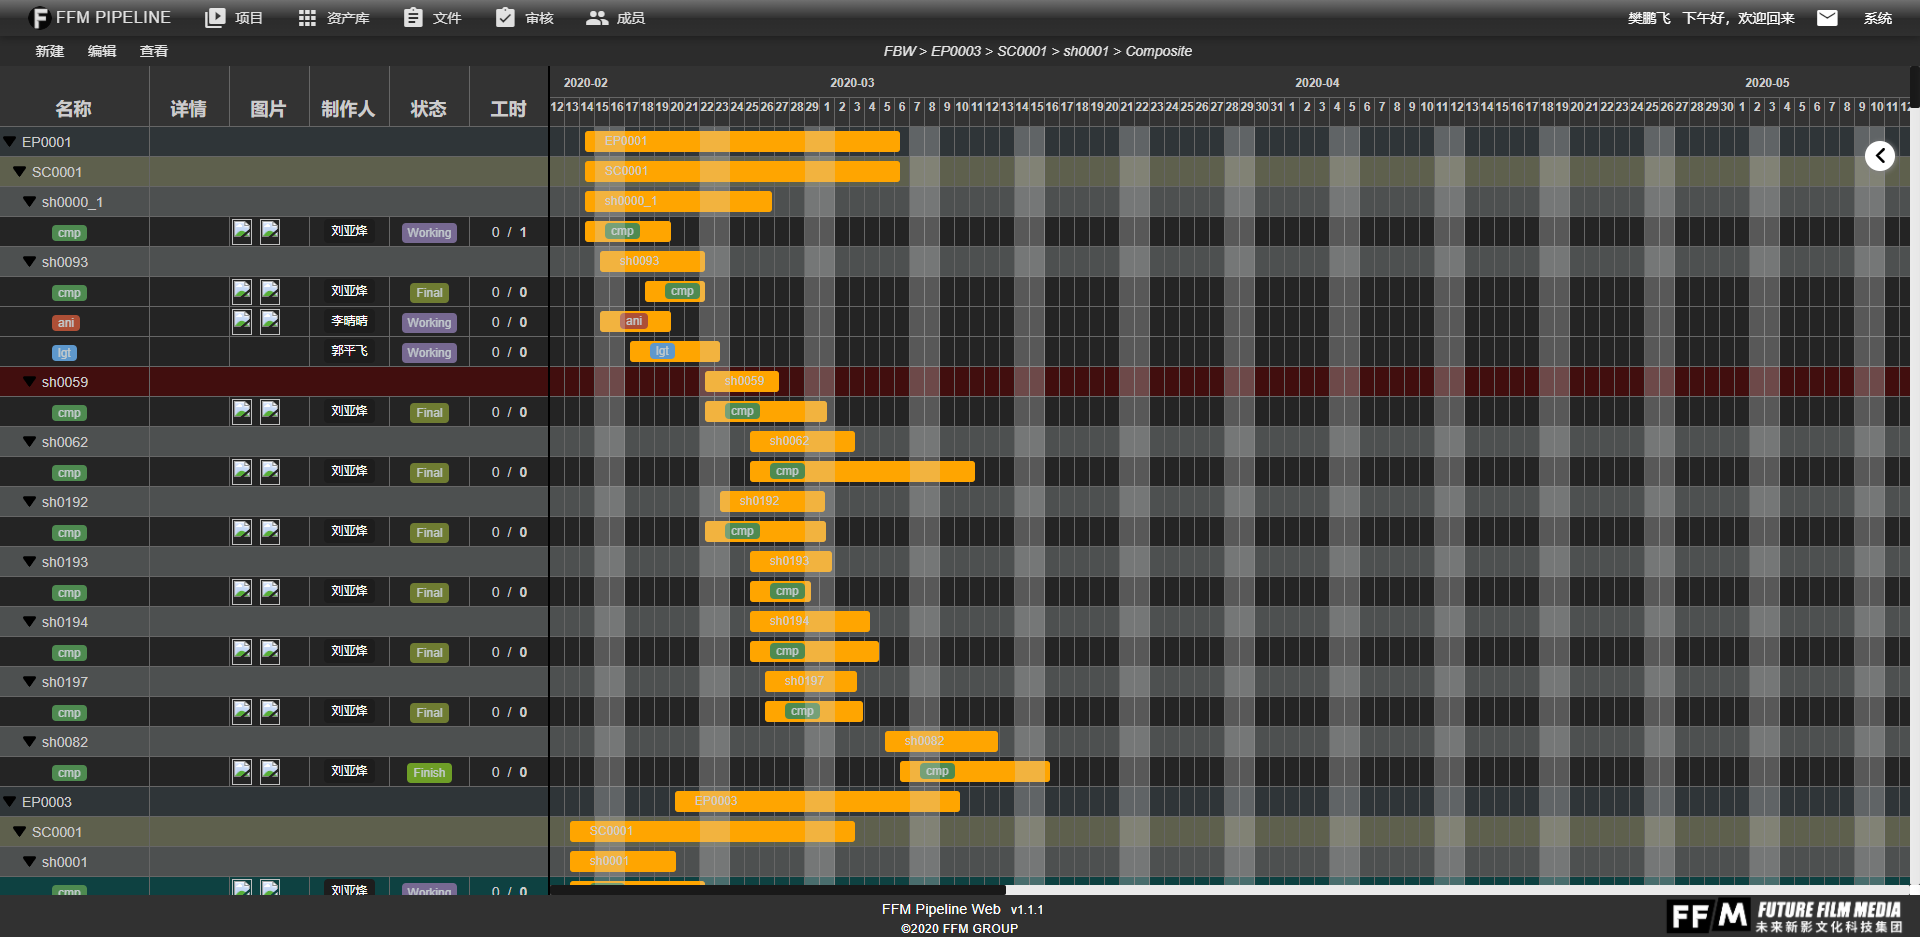 FFM PIPELINE 项目 资产库 文件 审核 成员 樊鹏飞 下午好，欢迎回来 系统
新建 编辑 查看 FBW > EP0003 > SC0001 > sh0001 > Composite
2020-02 2020-03 2020-04 2020-05
名称 详情 图片 制作人 状态 工时 12 13 14 15 16 17 18 19 20 21 22 23 24 25 26 27 28 29 1 2 3 4 5 6 7 8 9 10 11 12 13 14 15 16 17 18 19 20 21 22 23 24 25 26 27 28 29 30 31 1 2 3 4 5 6 7 8 9 10 11 12 13 14 15 16 17 18 19 20 21 22 23 24 25 26 27 28 29 30 1 2 3 4 5 6 7 8 9 10 11 12
EP0001 EP0001
SC0001 SC0001
sh0000_1 sh0000_1
cmp 刘亚烽 Working 0 / 1 cmp
sh0093 sh0093
cmp 刘亚烽 Final 0 / 0 cmp
ani 李晴晴 Working 0 / 0 ani
lgt 郭平飞 Working 0 / 0 lgt
sh0059 sh0059
cmp 刘亚烽 Final 0 / 0 cmp
sh0062 sh0062
cmp 刘亚烽 Final 0 / 0 cmp
sh0192 sh0192
cmp 刘亚烽 Final 0 / 0 cmp
sh0193 sh0193
cmp 刘亚烽 Final 0 / 0 cmp
sh0194 sh0194
cmp 刘亚烽 Final 0 / 0 cmp
sh0197 sh0197
cmp 刘亚烽 Final 0 / 0 cmp
sh0082 sh0082
cmp 刘亚烽 Finish 0 / 0 cmp
EP0003 EP0003
SC0001 SC0001
sh0001 sh0001
cmp 刘亚烽 Working 0 / 0
FFM Pipeline Web v1.1.1
©2020 FFM GROUP
FFM FUTURE FILM MEDIA
未来新影文化科技集团